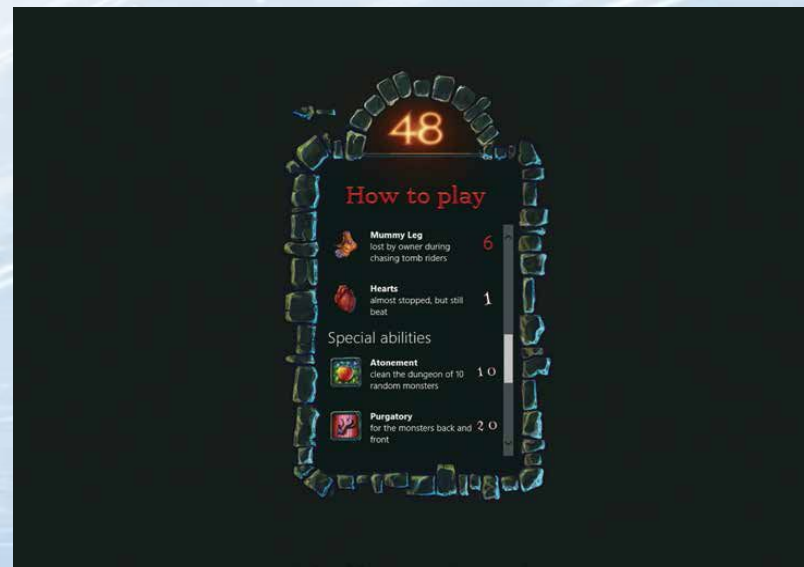 48
How to play
Mummy Leg
lost by owner during
chasing tomb riders
6
Hearts
almost stopped, but still
beat
1
Special abilities
Atonement
clean the dungeon of 10
random monsters
10
Purgatory
for the monsters back and
front
20